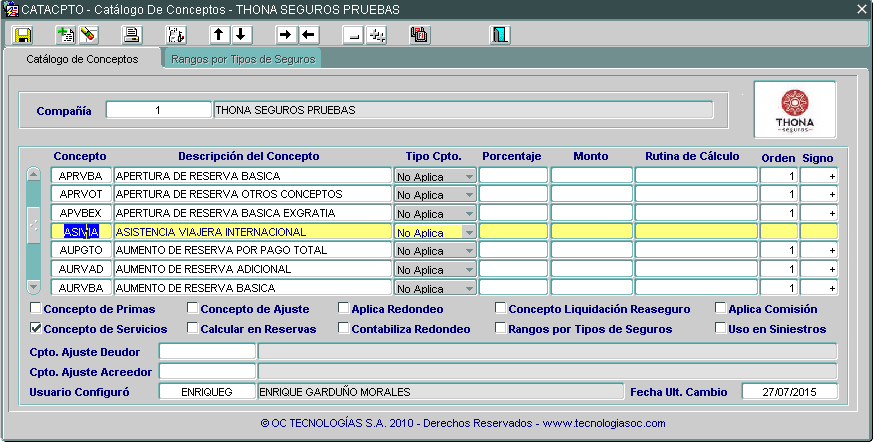 CATACPTO - Catálogo De Conceptos - THONA SEGUROS PRUEBAS
Catálogo de Conceptos Rangos por Tipos de Seguros
Compañía 1 THONA SEGUROS PRUEBAS
THONA
seguros
Concepto Descripción del Concepto Tipo Cpto. Porcentaje Monto Rutina de Cálculo Orden Signo
APRVBA APERTURA DE RESERVA BASICA No Aplica 1 +
APRVOT APERTURA DE RESERVA OTROS CONCEPTOS No Aplica 1 +
APVBEX APERTURA DE RESERVA BASICA EXGRATIA No Aplica 1 +
ASIVIA ASISTENCIA VIAJERA INTERNACIONAL No Aplica +
AUPGTO AUMENTO DE RESERVA POR PAGO TOTAL No Aplica 1 +
AURVAD AUMENTO DE RESERVA ADICIONAL No Aplica 1 +
AURVBA AUMENTO DE RESERVA BASICA No Aplica 1 +
Concepto de Primas Concepto de Ajuste Aplica Redondeo Concepto Liquidación Reaseguro Aplica Comisión
Concepto de Servicios Calcular en Reservas Contabiliza Redondeo Rangos por Tipos de Seguros Uso en Siniestros
Cpto. Ajuste Deudor
Cpto. Ajuste Acreedor
Usuario Configuró ENRIQUEG ENRIQUE GARDUÑO MORALES Fecha Ult. Cambio 27/07/2015
© OC TECNOLOGÍAS S.A. 2010 - Derechos Reservados - www.tecnologiasoc.com